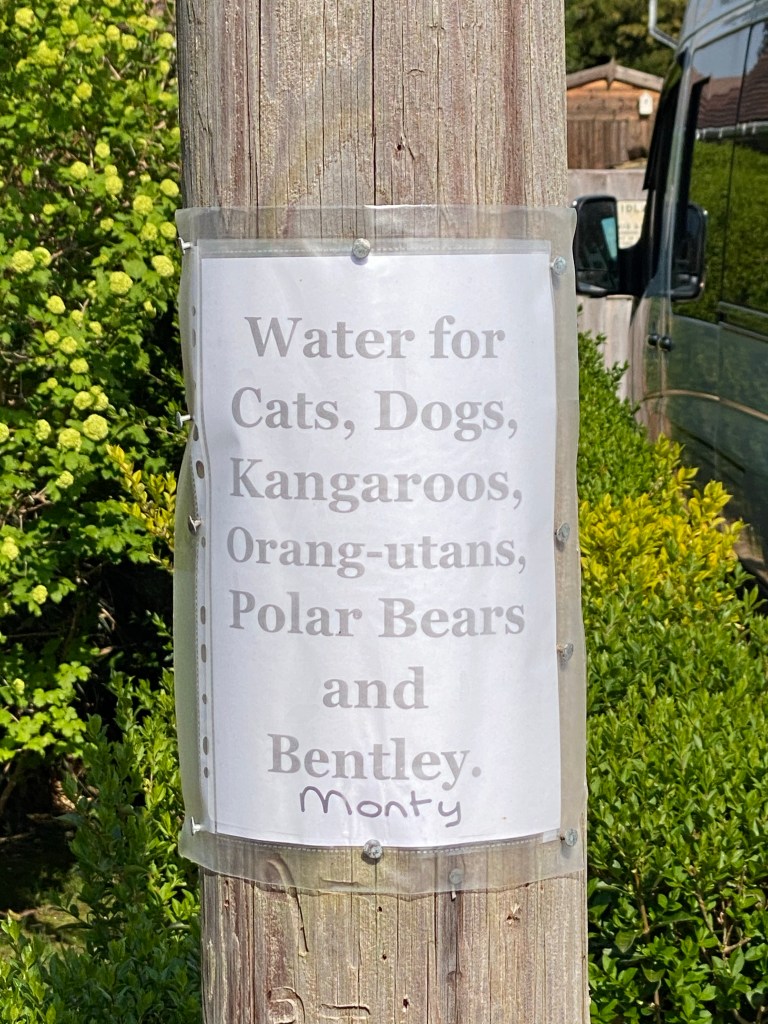 Water for
Cats, Dogs,
Kangaroos,
Orang-utans,
Polar Bears
and
Bentley.
Monty